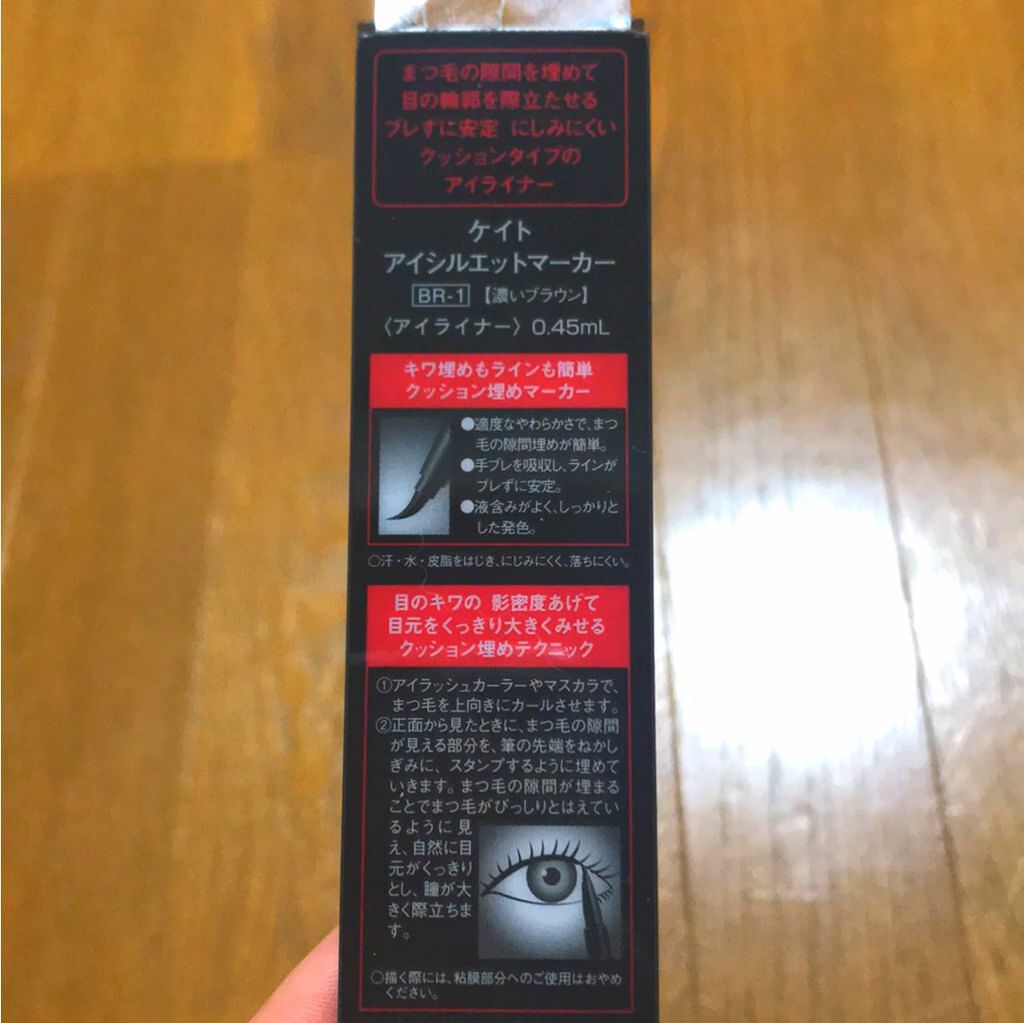 まつ毛の隙間を埋めて
目の輪郭を際立たせる
ブレずに安定 にじみにくい
クッションタイプの
アイライナー
ケイト
アイシルエットマーカー
BR-1 【濃いブラウン】
〈アイライナー〉0.45mL
キワ埋めもラインも簡単
クッション埋めマーカー
●適度なやわらかさで、まつ
毛の隙間埋めが簡単。
●手ブレを吸収し、ラインが
ブレずに安定。
●液含みがよく、しっかりと
した発色。
○汗・水・皮脂をはじき、にじみにくく、落ちにくい。
目のキワの 影密度あげて
目元をくっきり大きくみせる
クッション埋めテクニック
①アイラッシュカーラーやマスカラで、
まつ毛を上向きにカールさせます。
②正面から見たときに、まつ毛の隙間
が見える部分を、筆の先端をねかし
ぎみに、スタンプするように埋めて
いきます。まつ毛の隙間が埋まる
ことでまつ毛がびっしりとはえてい
るように見
え、自然に目
元がくっきり
とし、瞳が大
きく際立ちま
す。
○描く際には、粘膜部分へのご使用はおやめ
ください。